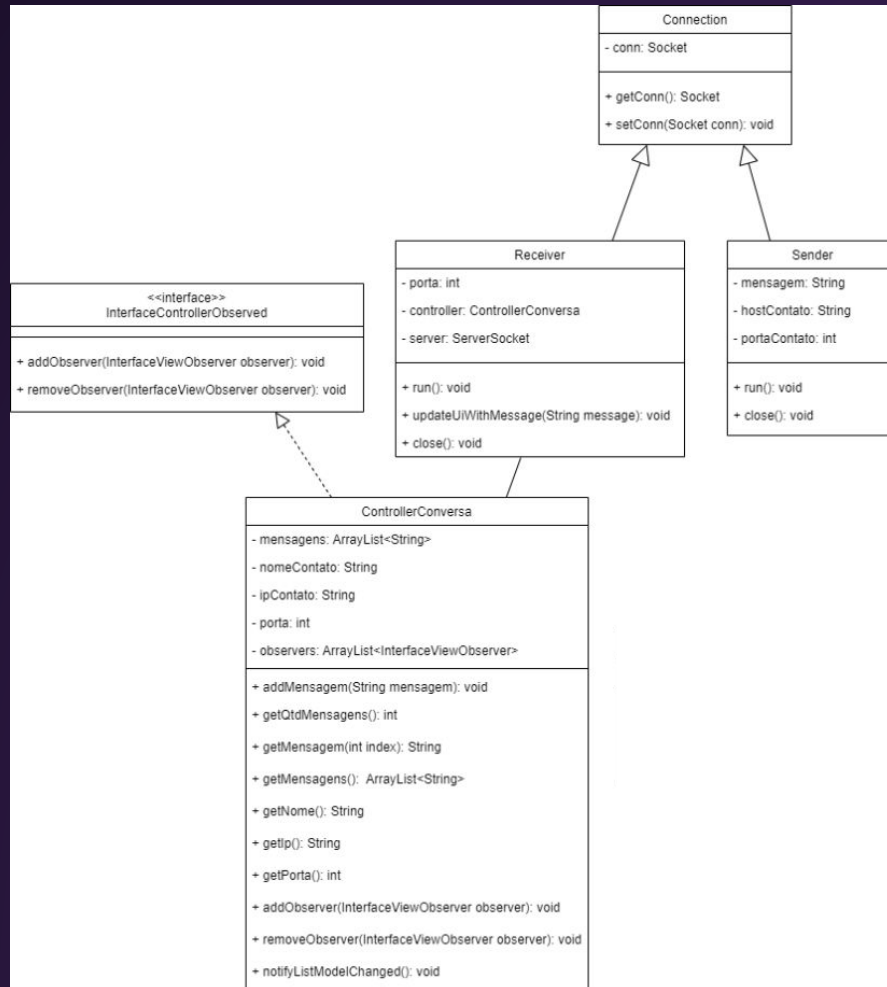 Connection
- conn: Socket
+ getConn(): Socket
+ setConn(Socket conn): void
Receiver
- porta: int
- controller: ControllerConversa
- server: ServerSocket
+ run(): void
+ updateUiWithMessage(String message): void
+ close(): void
Sender
- mensagem: String
- hostContato: String
- portaContato: int
+ run(): void
+ close(): void
<<interface>>
InterfaceControllerObserved
+ addObserver(InterfaceViewObserver observer): void
+ removeObserver(InterfaceViewObserver observer): void
ControllerConversa
- mensagens: ArrayList<String>
- nomeContato: String
- ipContato: String
- porta: int
- observers: ArrayList<InterfaceViewObserver>
+ addMensagem(String mensagem): void
+ getQtdMensagens(): int
+ getMensagem(int index): String
+ getMensagens(): ArrayList<String>
+ getNome(): String
+ getIp(): String
+ getPorta(): int
+ addObserver(InterfaceViewObserver observer): void
+ removeObserver(InterfaceViewObserver observer): void
+ notifyListModelChanged(): void